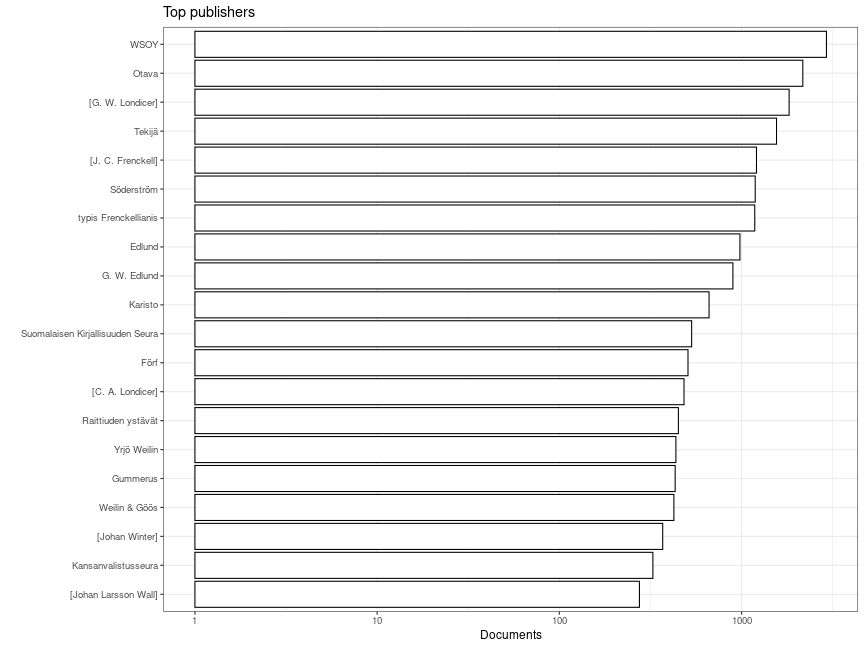 Top publishers
WSOY
Otava
[G. W. Londicer]
Tekijä
[J. C. Frenckell]
Söderström
typis Frenckellianis
Edlund
G. W. Edlund
Karisto
Suomalaisen Kirjallisuuden Seura
Förf
[C. A. Londicer]
Raittiuden ystävät
Yrjö Weilin
Gummerus
Weilin & Göös
[Johan Winter]
Kansanvalistusseura
[Johan Larsson Wall]
1 10 100 1000
Documents